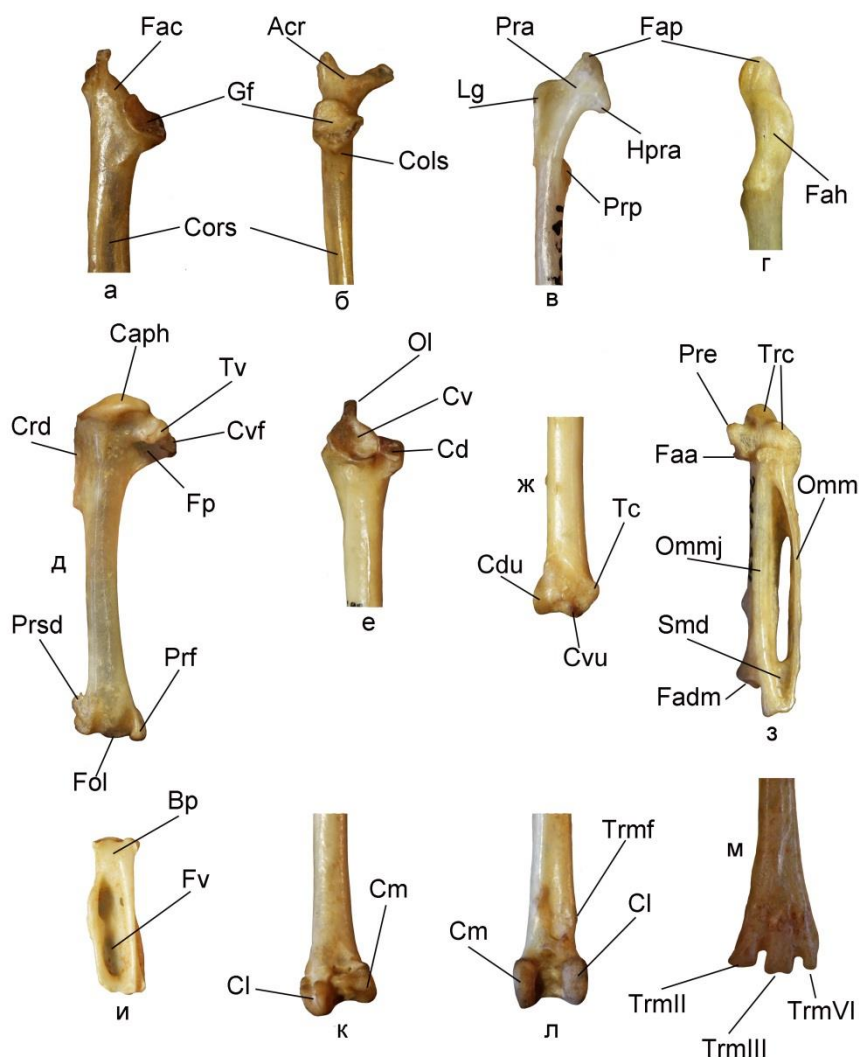 Fac
Acr
Pra
Fap
Gf
Lg
Hpra
Cols
Prp
Fah
Cors
а
б
в
г
Caph
Tv
Crd
Cvf
Fp
д
Prsd
Prf
Fol
Ol
Cv
Cd
е
ж
Tc
Cdu
Cvu
Pre
Trc
Faa
Omm
Ommj
Smd
Fadm
з
Bp
Fv
и
Cm
Cl
к
Trmf
Cm
Cl
л
м
TrmII
TrmIII
TrmVI